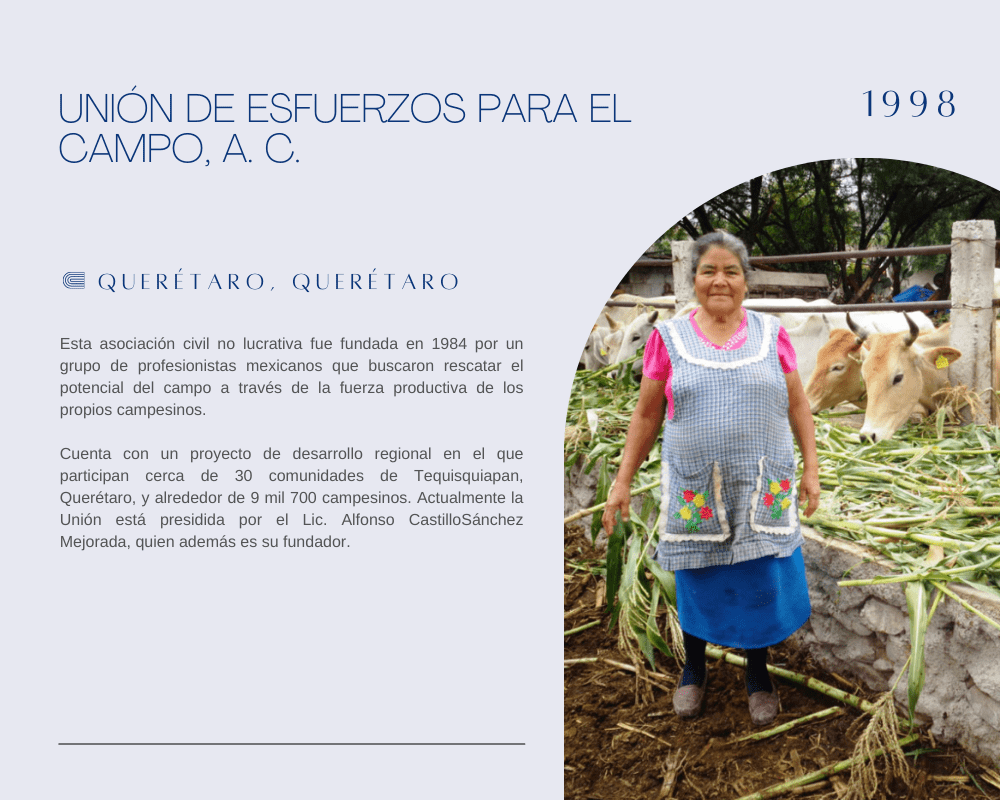 UNIÓN DE ESFUERZOS PARA EL
CAMPO, A. C.
1998
QUERÉTARO, QUERÉTARO
Esta asociación civil no lucrativa fue fundada en 1984 por un
grupo de profesionistas mexicanos que buscaron rescatar el
potencial del campo a través de la fuerza productiva de los
propios campesinos.
Cuenta con un proyecto de desarrollo regional en el que
participan cerca de 30 comunidades de Tequisquiapan,
Querétaro, y alrededor de 9 mil 700 campesinos. Actualmente la
Unión está presidida por el Lic. Alfonso CastilloSánchez
Mejorada, quien además es su fundador.